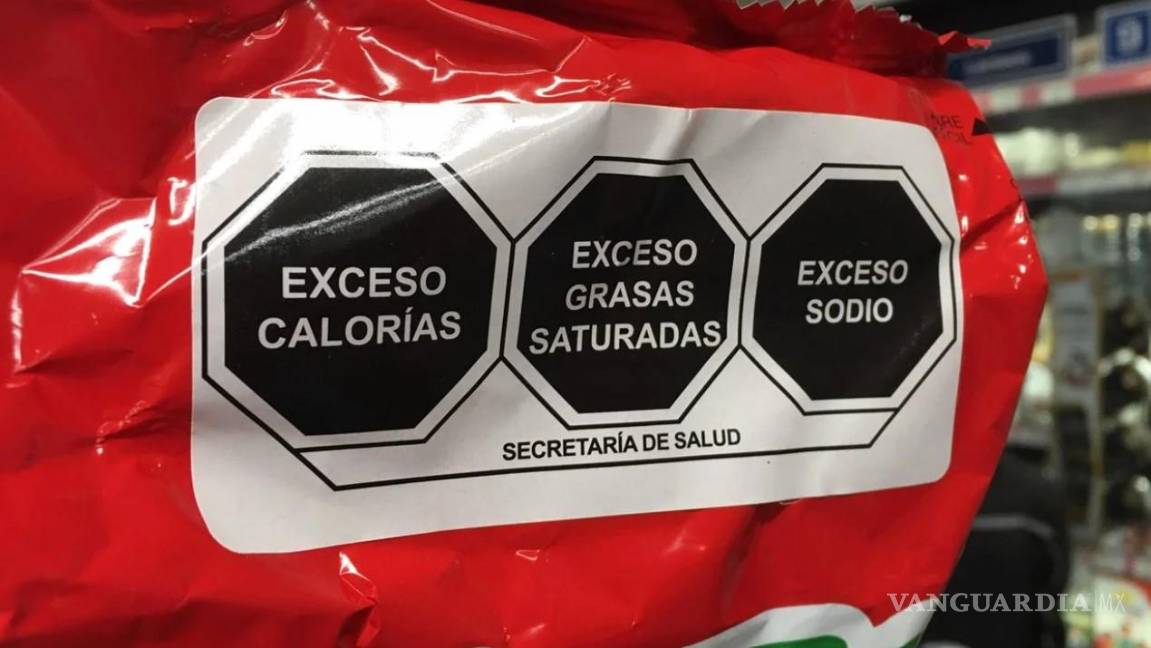 EXCESO
CALORÍAS
EXCESO
GRASAS
SATURADAS
EXCESO
SODIO
SECRETARÍA DE SALUD
VANGUARDIA MX